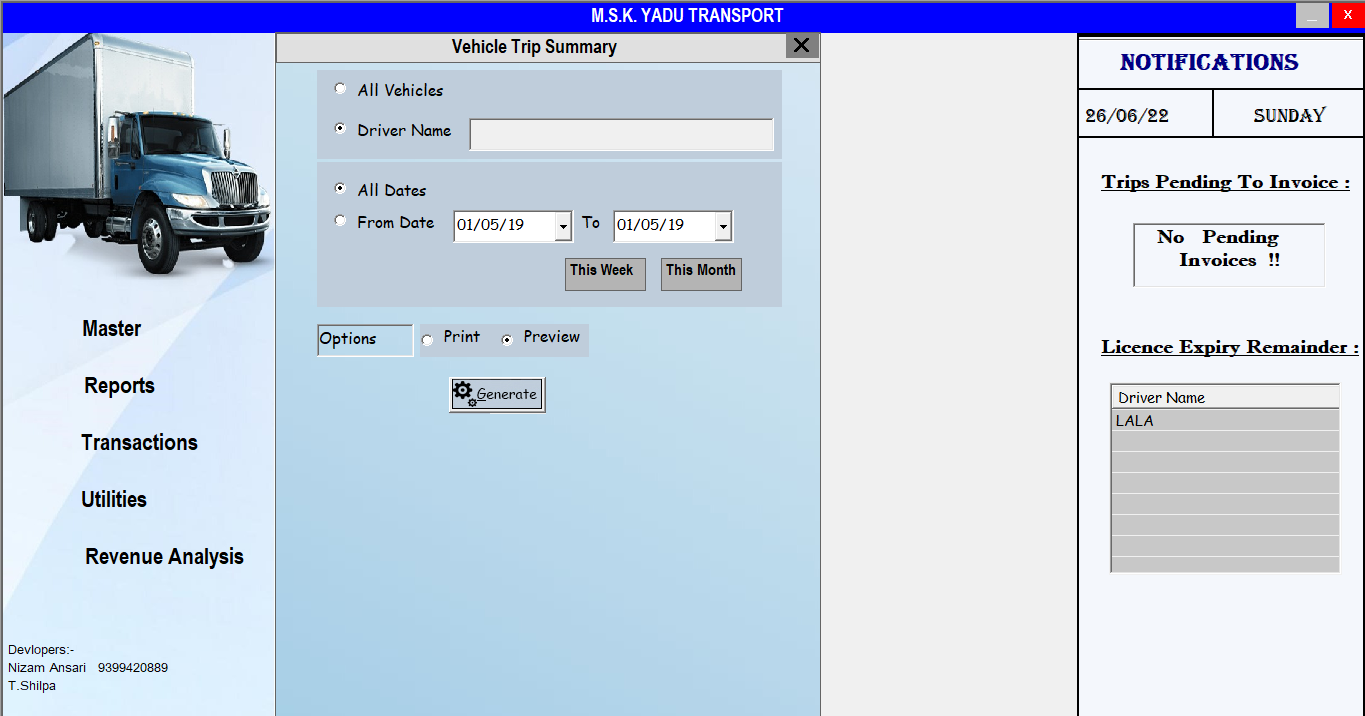 M.S.K. YADU TRANSPORT
_ X
Vehicle Trip Summary X
All Vehicles
Driver Name
All Dates
From Date 01/05/19 To 01/05/19
This Week This Month
Options Print Preview
Generate
Master
Reports
Transactions
Utilities
Revenue Analysis
Devlopers:-
Nizam Ansari 9399420889
T.Shilpa
NOTIFICATIONS
26/06/22 SUNDAY
Trips Pending To Invoice :
No Pending
Invoices !!
Licence Expiry Remainder :
Driver Name
LALA